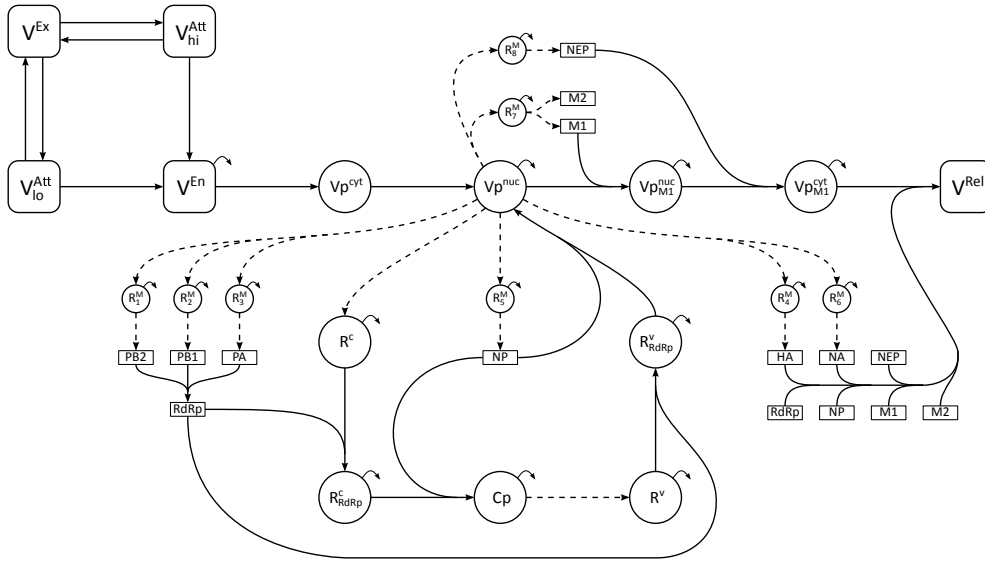 V^Ex
V^Att_hi
R^M_8
NEP
R^M_7
M2
M1
V^Att_lo
V^En
Vp^cyt
Vp^nuc
Vp^nuc_M1
Vp^cyt_M1
V^Rel
R^M_1
R^M_2
R^M_3
R^M_5
R^M_4
R^M_6
R^c
R^v_RdRp
PB2
PB1
PA
NP
HA
NA
NEP
RdRp
RdRp
NP
M1
M2
R^c_RdRp
Cp
R^v